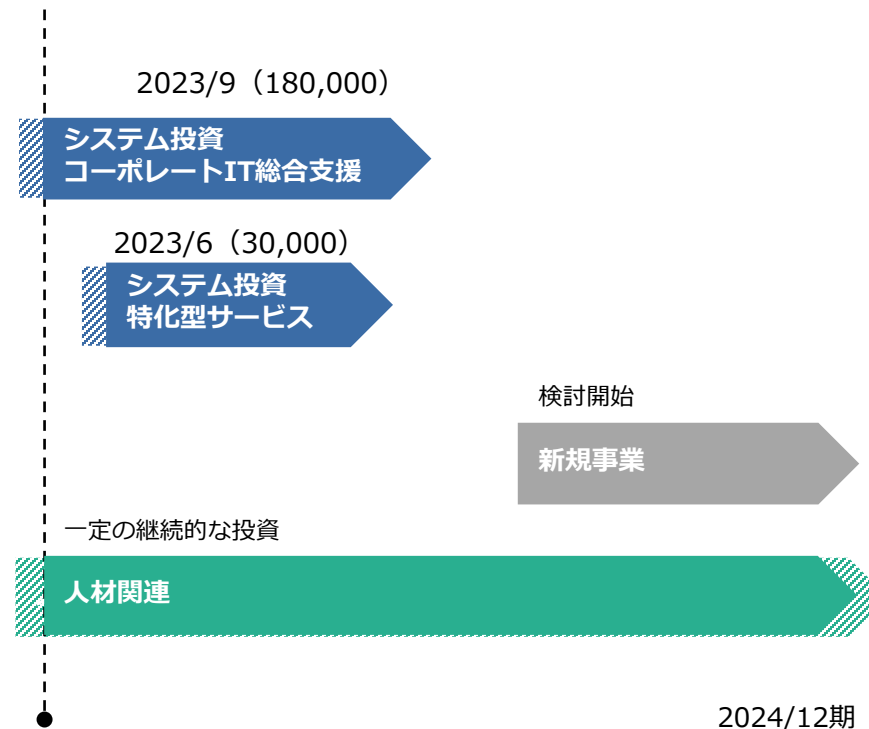 2023/9（180,000）
システム投資
コーポレートIT総合支援
2023/6（30,000）
システム投資
特化型サービス
検討開始
新規事業
一定の継続的な投資
人材関連
2024/12期